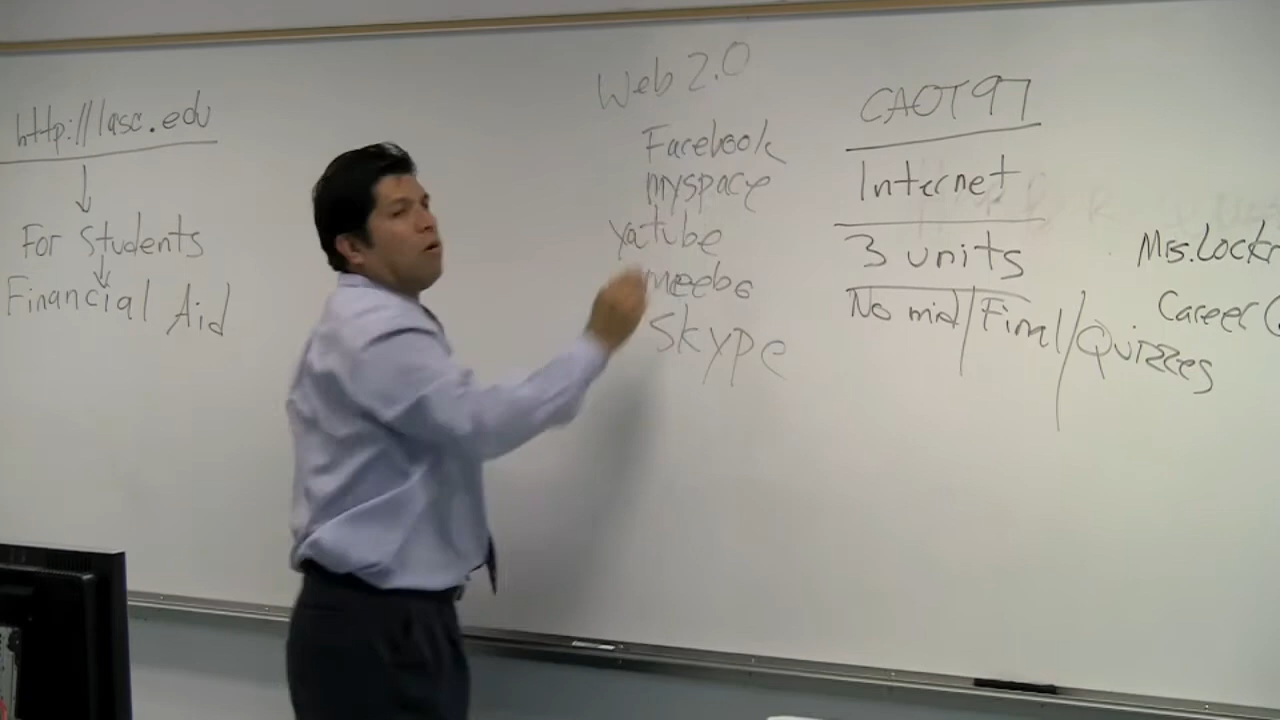 http://lasc.edu
For Students
Financial Aid
Web 2.0
Facebook
myspace
yatube
meebo
Skype
CAOT 97
Internet
3 units
No mid/Final/Quizzes
Mrs. Lockr
Career